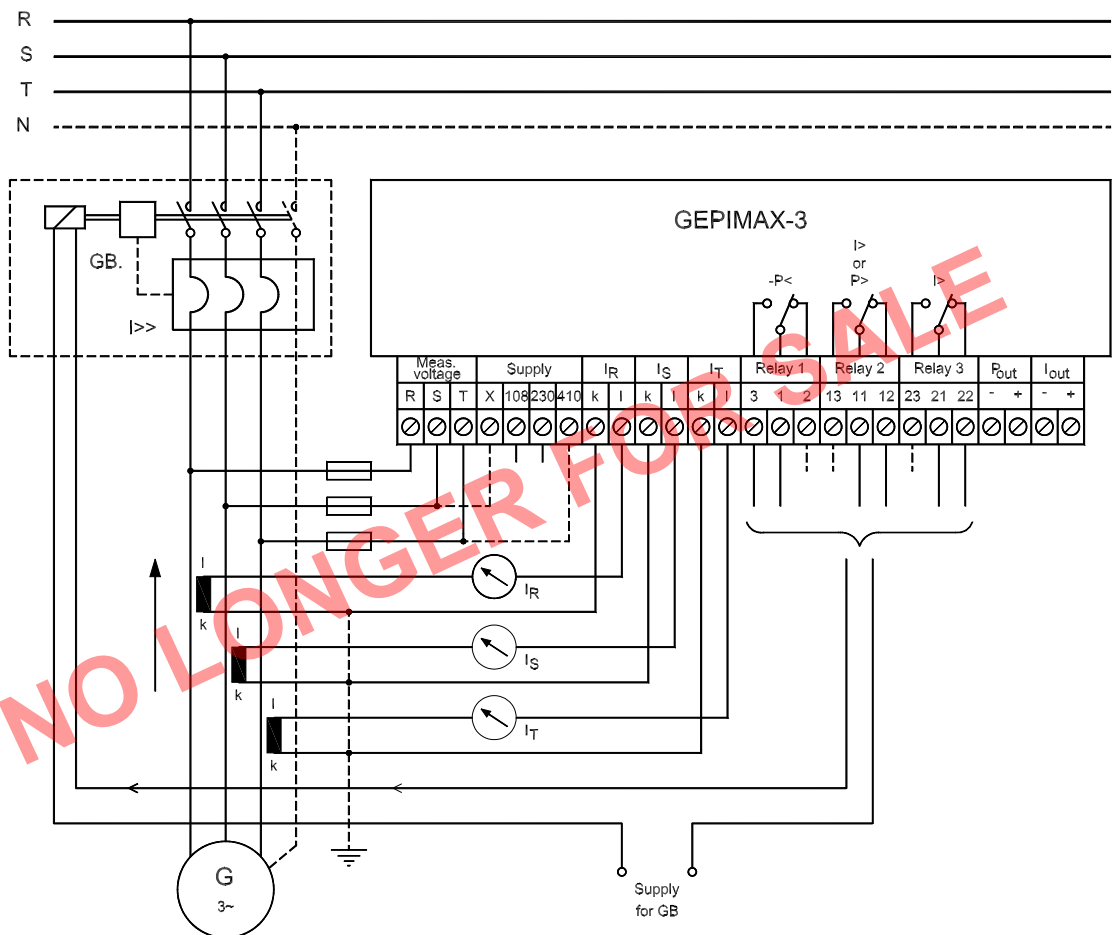 R
S
T
N
GEPIMAX-3
GB.
I>>
-P<
I>
or
P>
I>
Meas.
voltage
Supply
IR
IS
IT
Relay 1
Relay 2
Relay 3
Pout
Iout
R S T X 108 230 410 k l k l k l 3 1 2 13 11 12 23 21 22 - + - +
l
IR
k
l
IS
k
l
IT
k
G
3~
Supply
for GB
NO LONGER FOR SALE